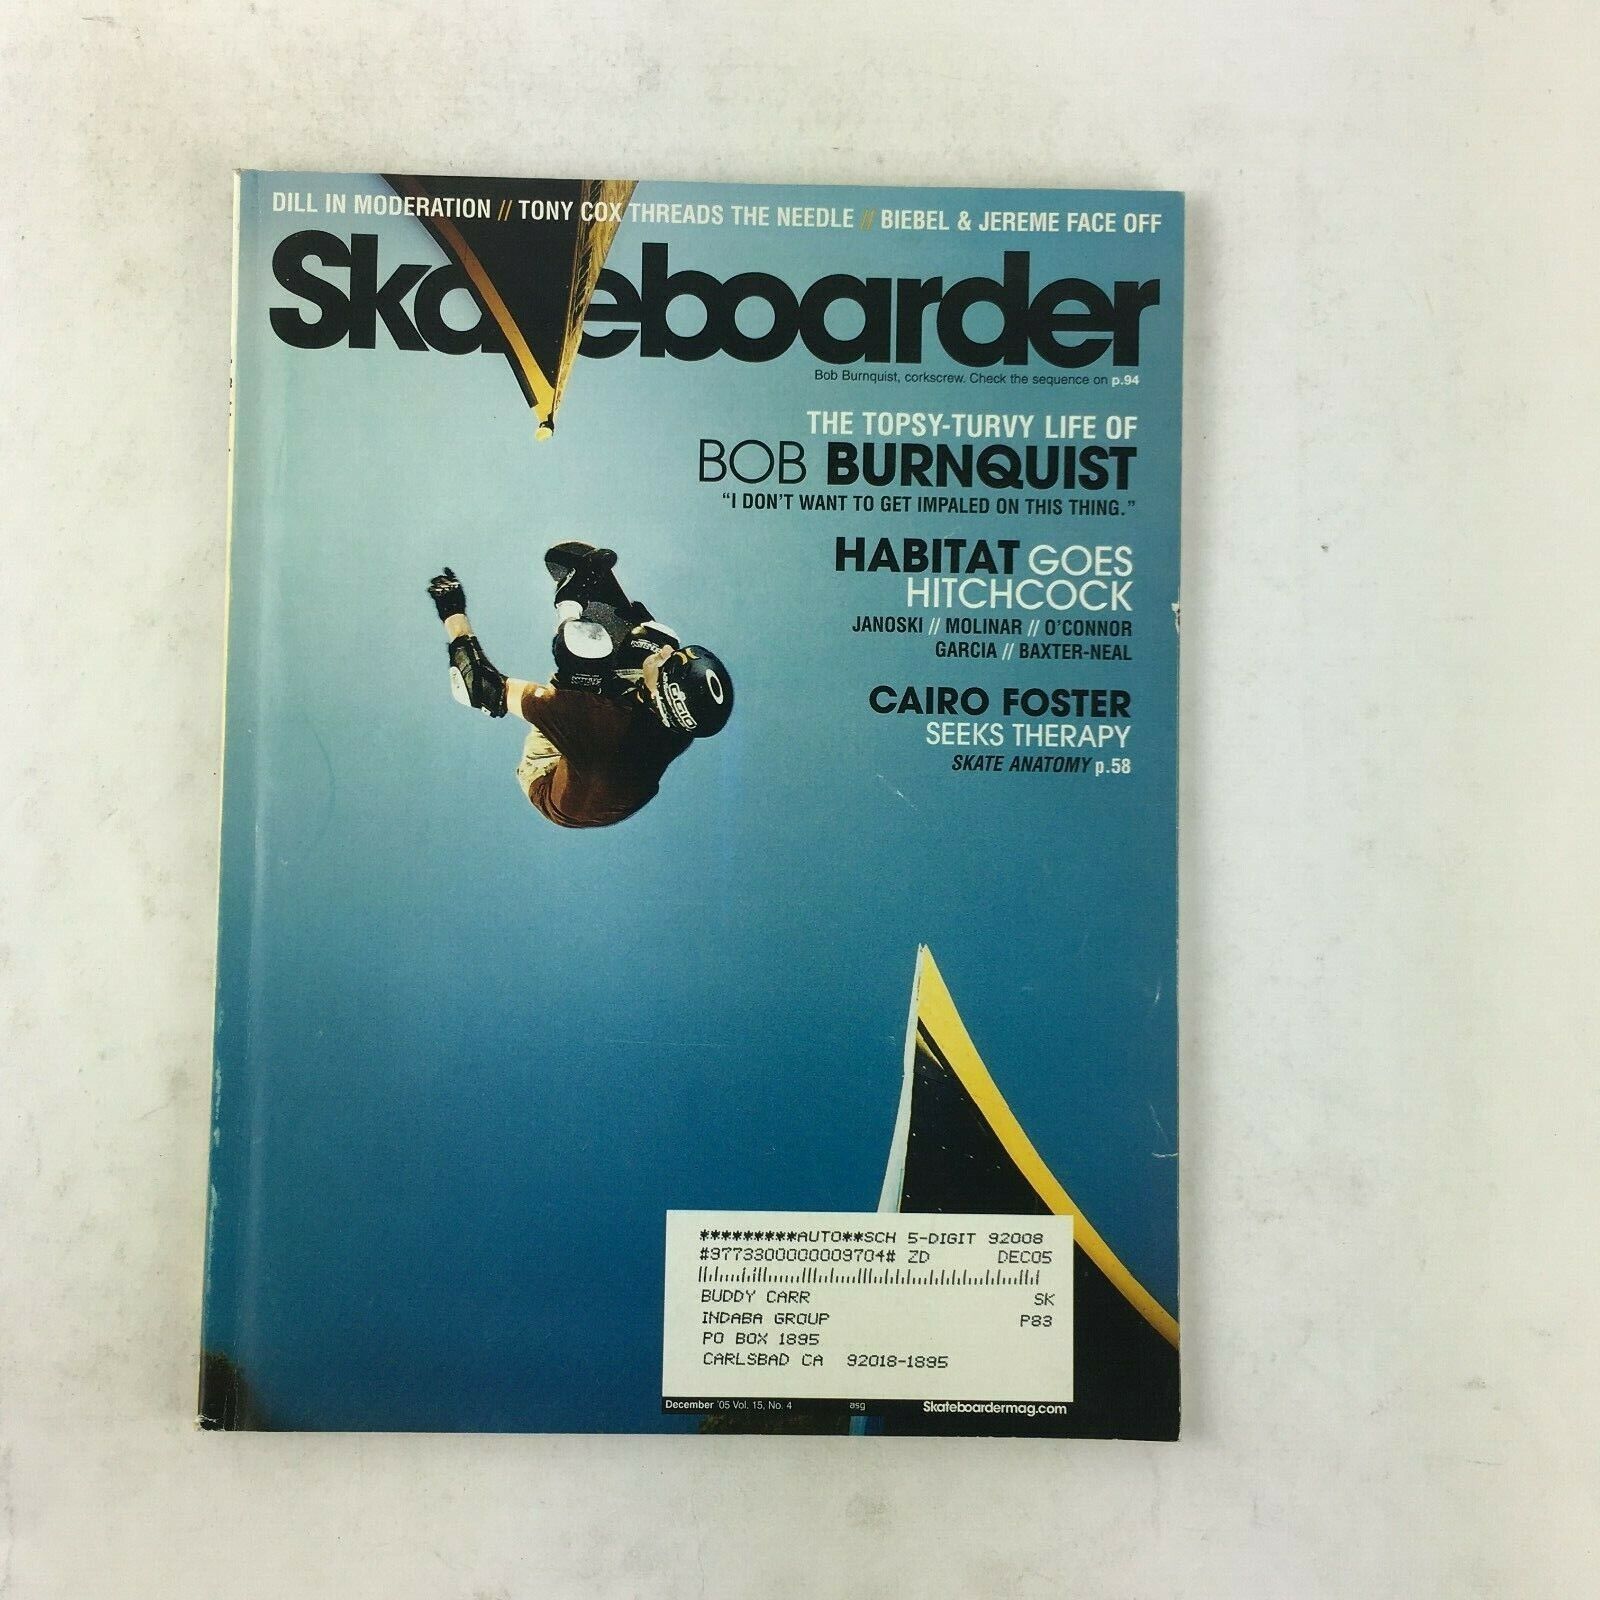 DILL IN MODERATION // TONY COX THREADS THE NEEDLE // BIEBEL & JEREME FACE OFF
Skateboarder
Bob Burnquist, corkscrew. Check the sequence on p.94
THE TOPSY-TURVY LIFE OF
BOB BURNQUIST
"I DON'T WANT TO GET IMPALED ON THIS THING."
HABITAT GOES
HITCHCOCK
JANOSKI // MOLINAR // O'CONNOR
GARCIA // BAXTER-NEAL
CAIRO FOSTER
SEEKS THERAPY
SKATE ANATOMY p.58
*********AUTO**SCH 5-DIGIT 92008
#9773300000009704# ZD DEC05
BUDDY CARR SK
INDABA GROUP P83
PO BOX 1895
CARLSBAD CA 92018-1895
December '05 Vol. 15, No. 4 asg Skateboardermag.com